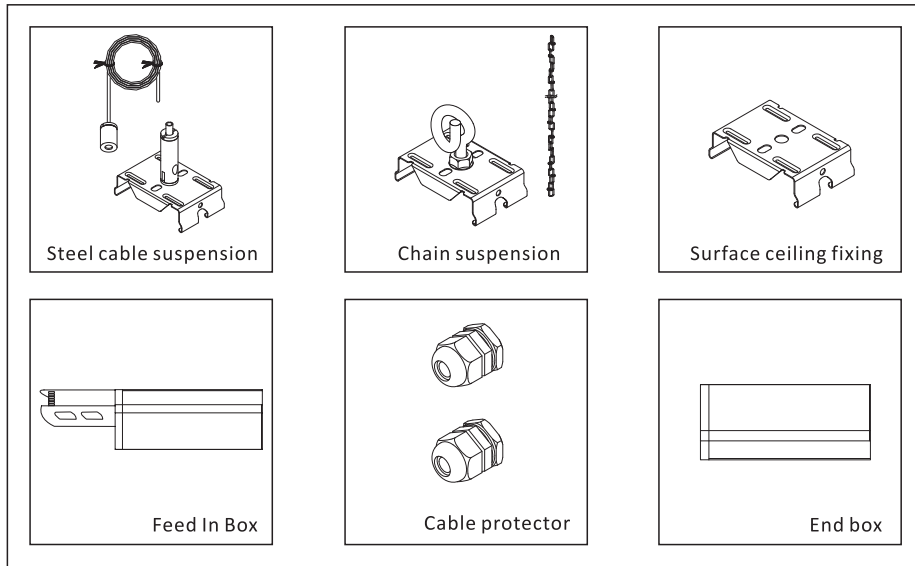 Steel cable suspension
Chain suspension
Surface ceiling fixing
Feed In Box
Cable protector
End box